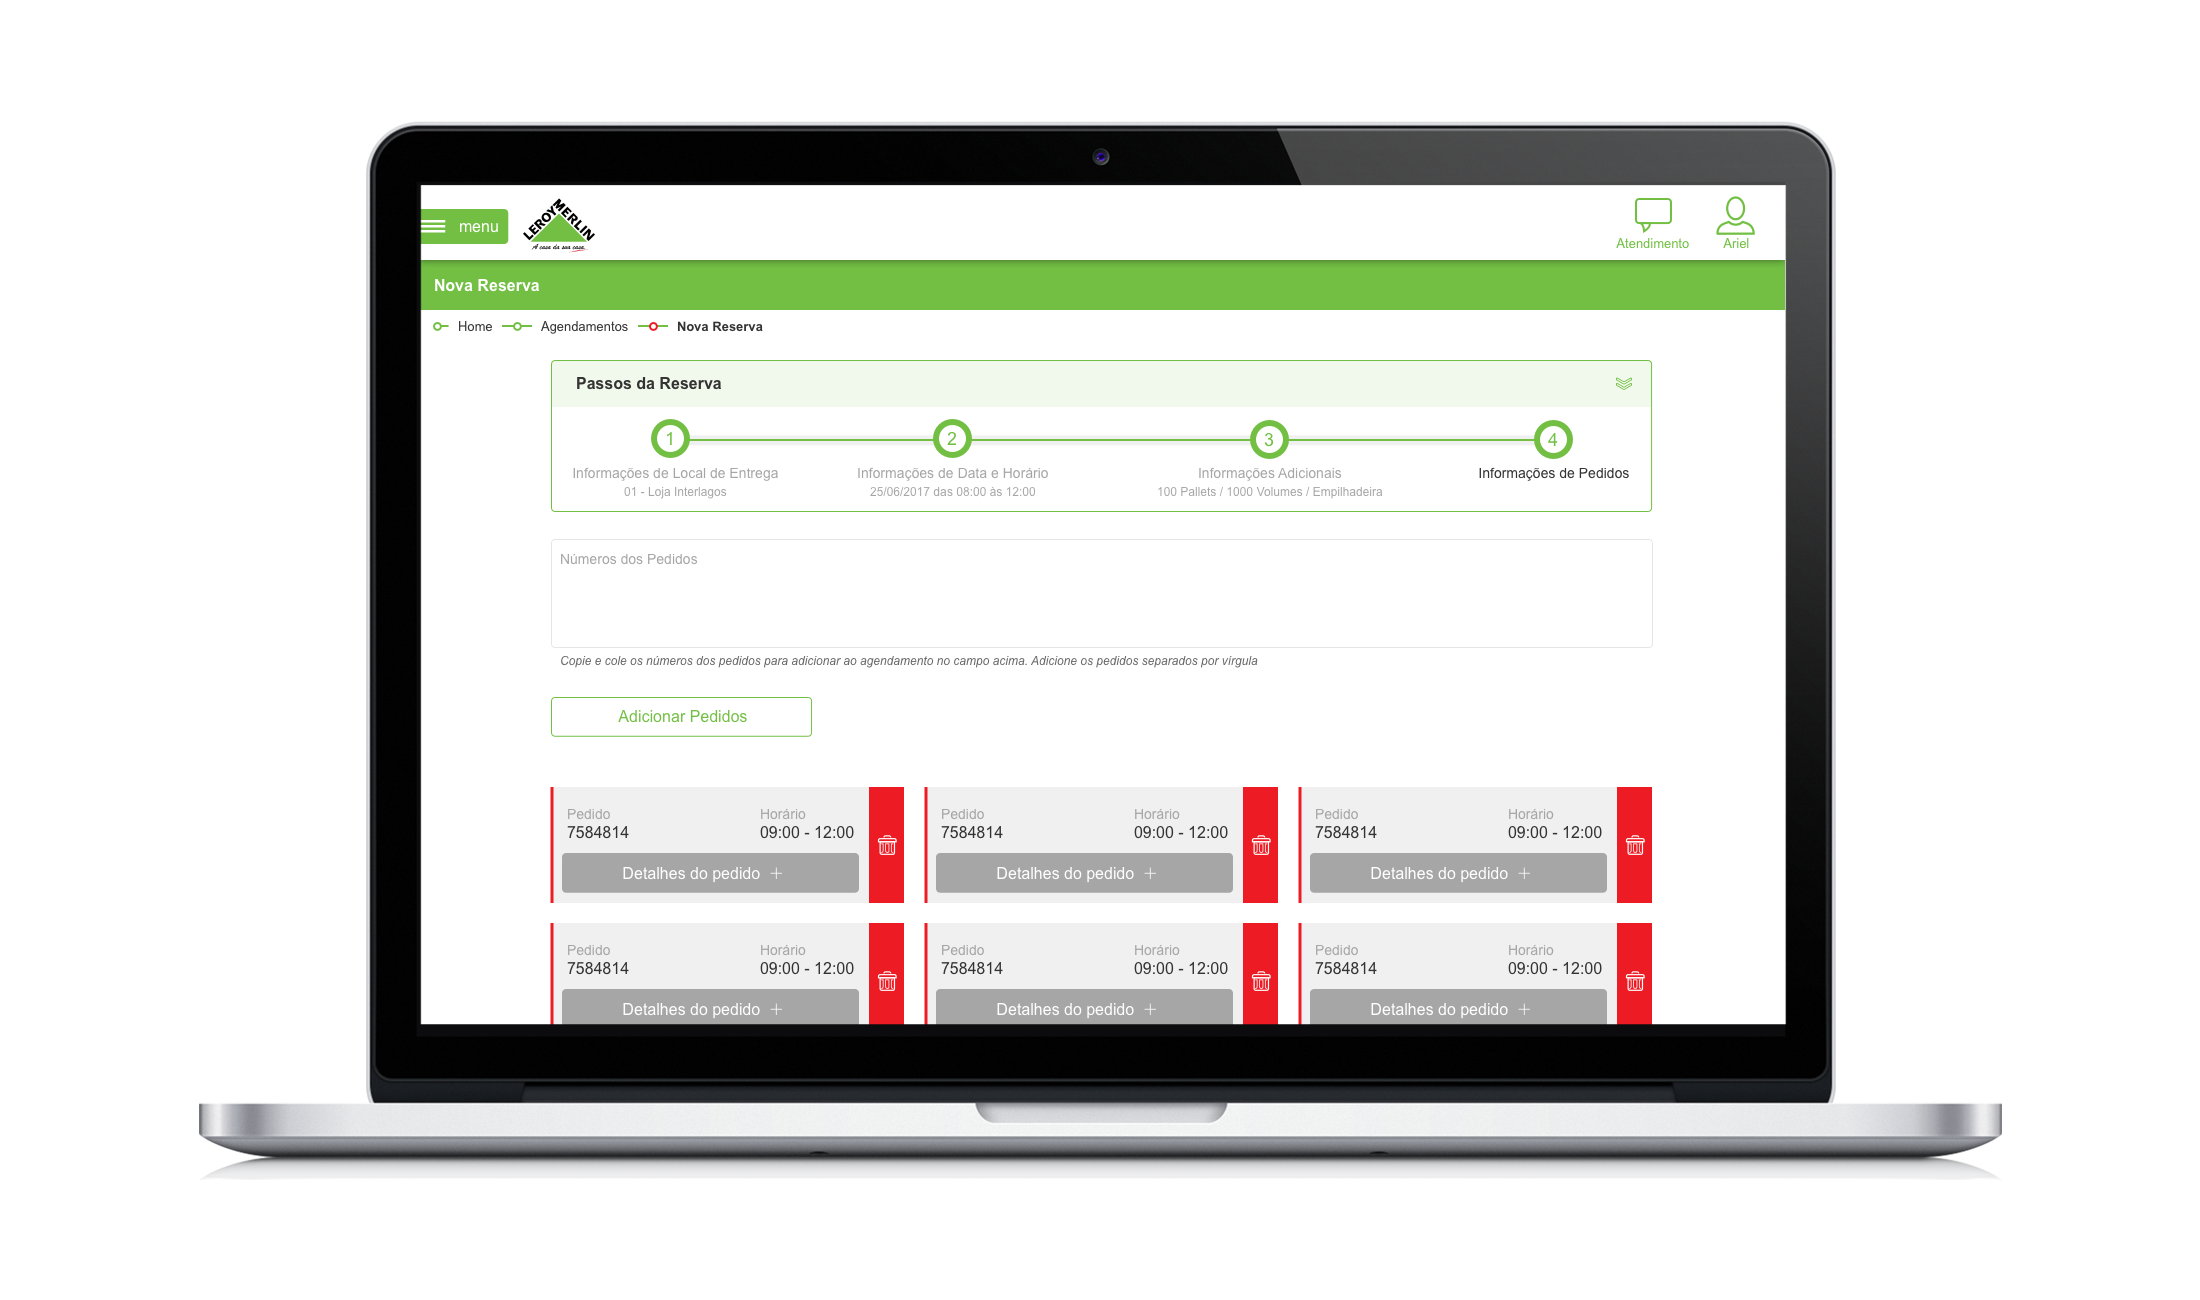 menu
LEROY MERLIN
A casa da sua casa.
Atendimento
Ariel
Nova Reserva
Home
Agendamentos
Nova Reserva
Passos da Reserva
1
2
3
4
Informações de Local de Entrega
Informações de Data e Horário
Informações Adicionais
Informações de Pedidos
01 - Loja Interlagos
25/06/2017 das 08:00 às 12:00
100 Pallets / 1000 Volumes / Empilhadeira
Números dos Pedidos
Copie e cole os números dos pedidos para adicionar ao agendamento no campo acima. Adicione os pedidos separados por vírgula
Adicionar Pedidos
Pedido
Horário
7584814
09:00 - 12:00
Detalhes do pedido +
Pedido
Horário
7584814
09:00 - 12:00
Detalhes do pedido +
Pedido
Horário
7584814
09:00 - 12:00
Detalhes do pedido +
Pedido
Horário
7584814
09:00 - 12:00
Detalhes do pedido +
Pedido
Horário
7584814
09:00 - 12:00
Detalhes do pedido +
Pedido
Horário
7584814
09:00 - 12:00
Detalhes do pedido +